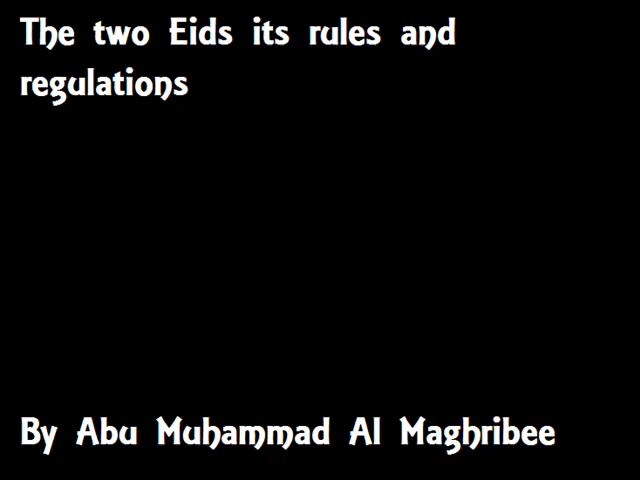 The two Eids its rules and
regulations
By Abu Muhammad Al Maghribee